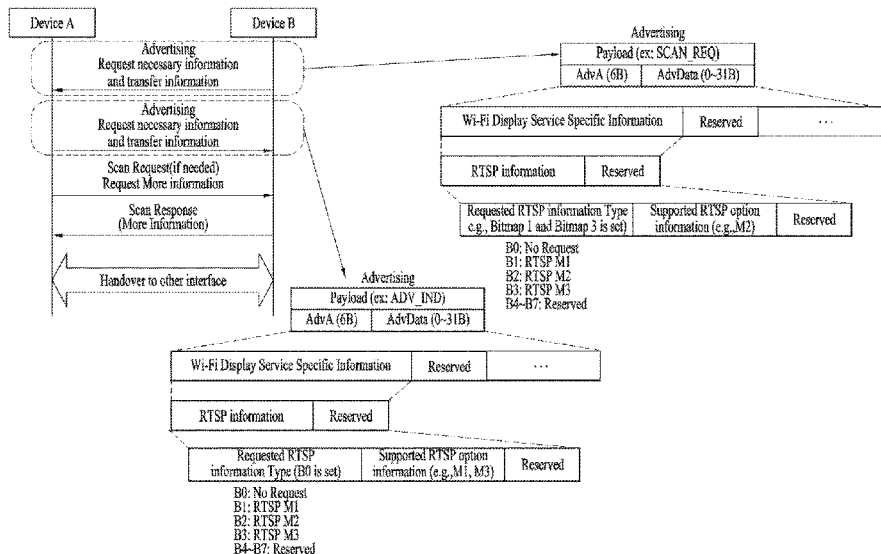 Device A
Device B
Advertising
Request necessary information
and transfer information
Advertising
Request necessary information
and transfer information
Scan Request(if needed)
Request More information
Scan Response
(More Information)
Handover to other interface
Advertising
Payload (ex: SCAN_REQ)
AdvA (6B)
AdvData (0~31B)
Wi-Fi Display Service Specific Information
Reserved
...
RTSP information
Reserved
Requested RTSP information Type
e.g., Bitmap 1 and Bitmap 3 is set)
Supported RTSP option
information (e.g.,M2)
Reserved
B0: No Request
B1: RTSP M1
B2: RTSP M2
B3: RTSP M3
B4~B7: Reserved
Advertising
Payload (ex: ADV_IND)
AdvA (6B)
AdvData (0~31B)
Wi-Fi Display Service Specific Information
Reserved
...
RTSP information
Reserved
Requested RTSP
information Type (B0 is set)
Supported RTSP option
information (e.g.,M1, M3)
Reserved
B0: No Request
B1: RTSP M1
B2: RTSP M2
B3: RTSP M3
B4~B7: Reserved